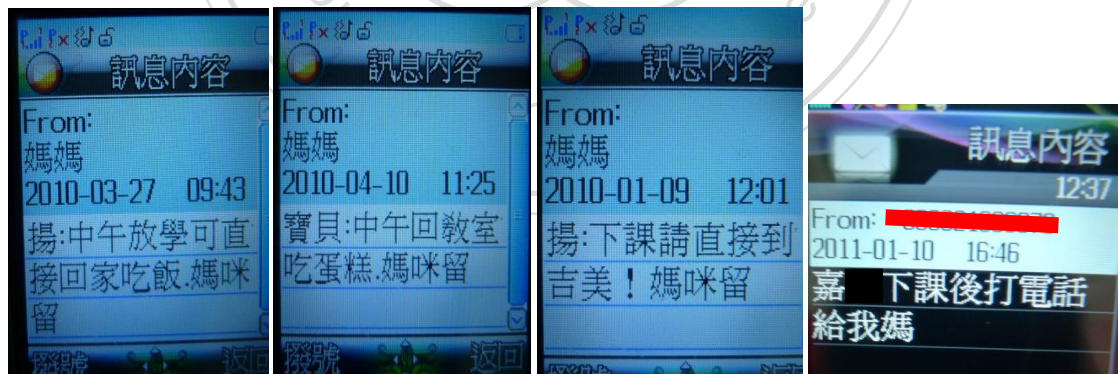 訊息內容
From:
媽媽
2010-03-27 09:43
揚:中午放學可直
接回家吃飯.媽咪
留
撥號 返回
訊息內容
From:
媽媽
2010-04-10 11:25
寶貝:中午回教室
吃蛋糕.媽咪留
撥號 返回
訊息內容
From:
媽媽
2010-01-09 12:01
揚:下課請直接到
吉美!媽咪留
訊息內容
12:37
From:
2011-01-10 16:46
嘉 下課後打電話
給我媽